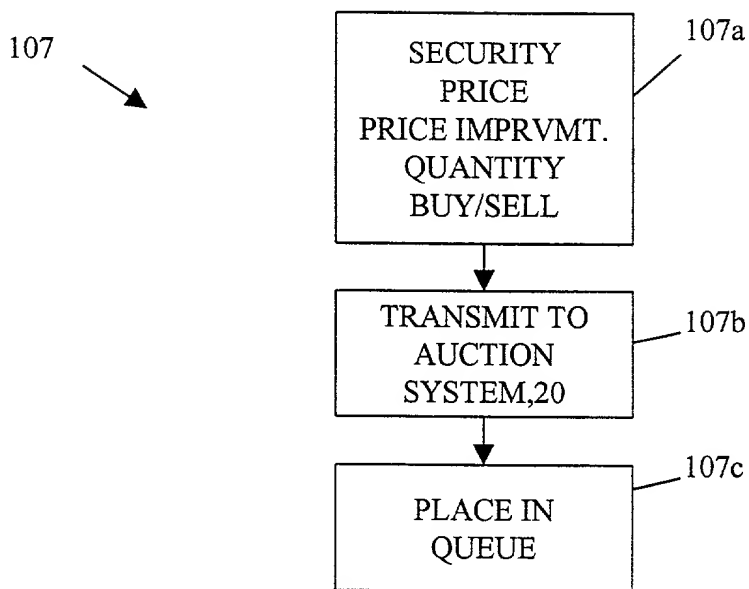 107
107a
SECURITY
PRICE
PRICE IMPRVMT.
QUANTITY
BUY/SELL
107b
TRANSMIT TO
AUCTION
SYSTEM,20
107c
PLACE IN
QUEUE